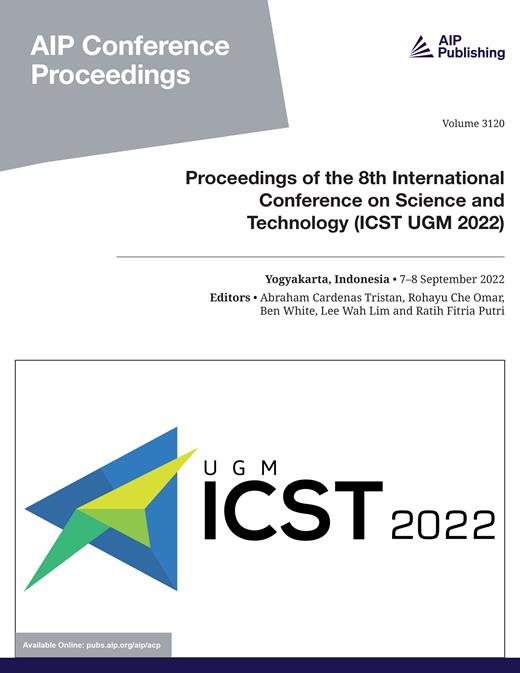 AIP Conference
Proceedings
AIP
Publishing
Volume 3120
Proceedings of the 8th International
Conference on Science and
Technology (ICST UGM 2022)
Yogyakarta, Indonesia • 7–8 September 2022
Editors • Abraham Cardenas Tristan, Rohayu Che Omar,
Ben White, Lee Wah Lim and Ratih Fitria Putri
UGM
ICST 2022
Available Online: pubs.aip.org/aip/acp